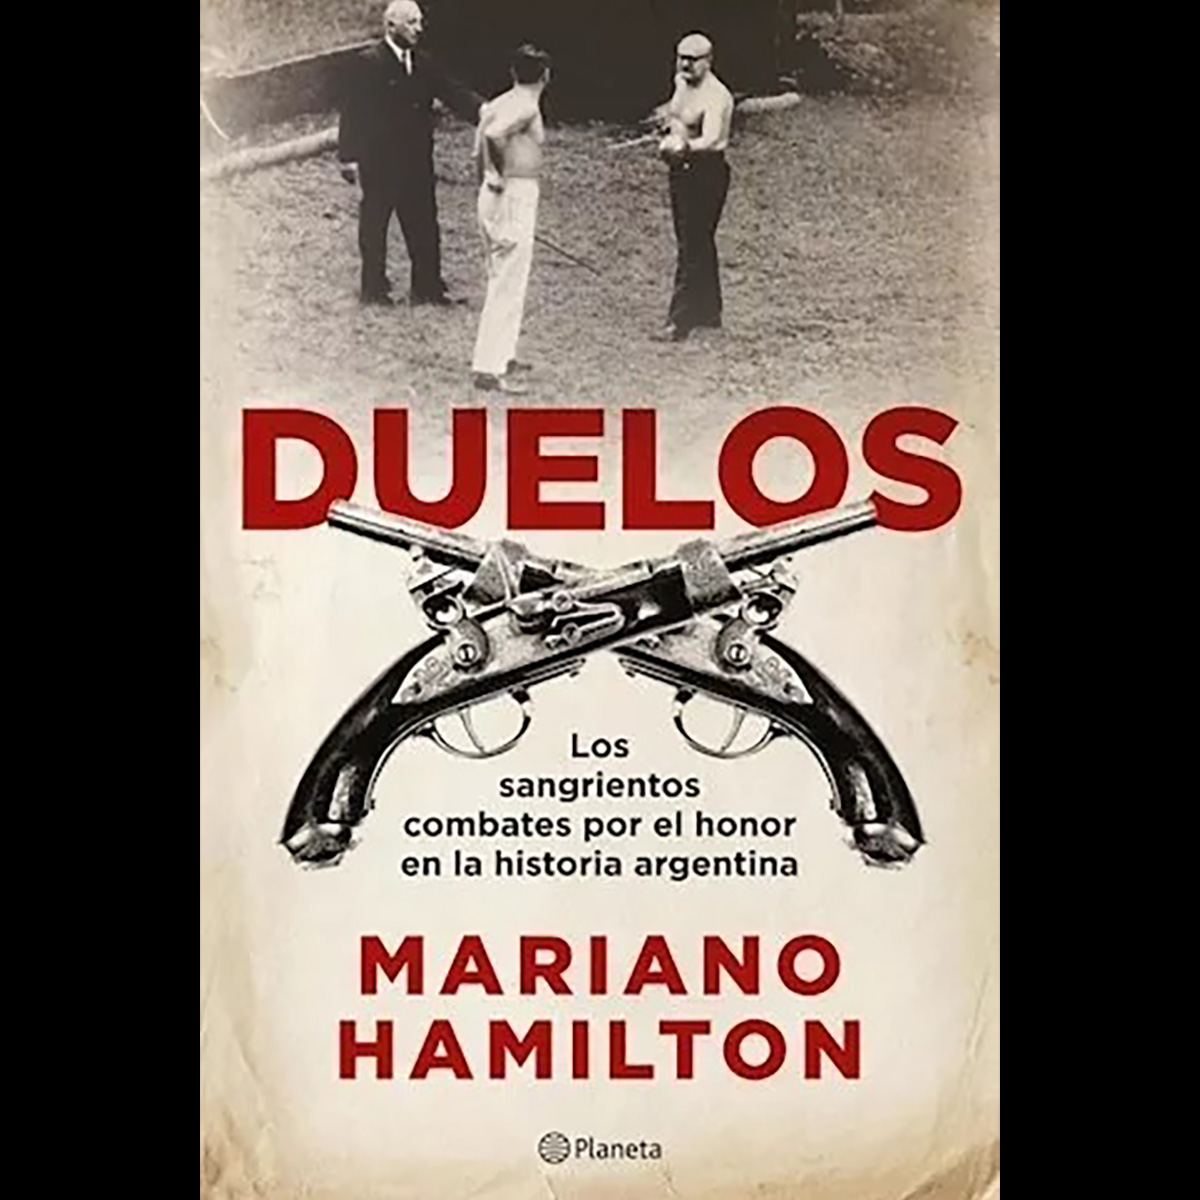 DUELOS
Los
sangrientos
combates por el honor
en la historia argentina
MARIANO
HAMILTON
Planeta